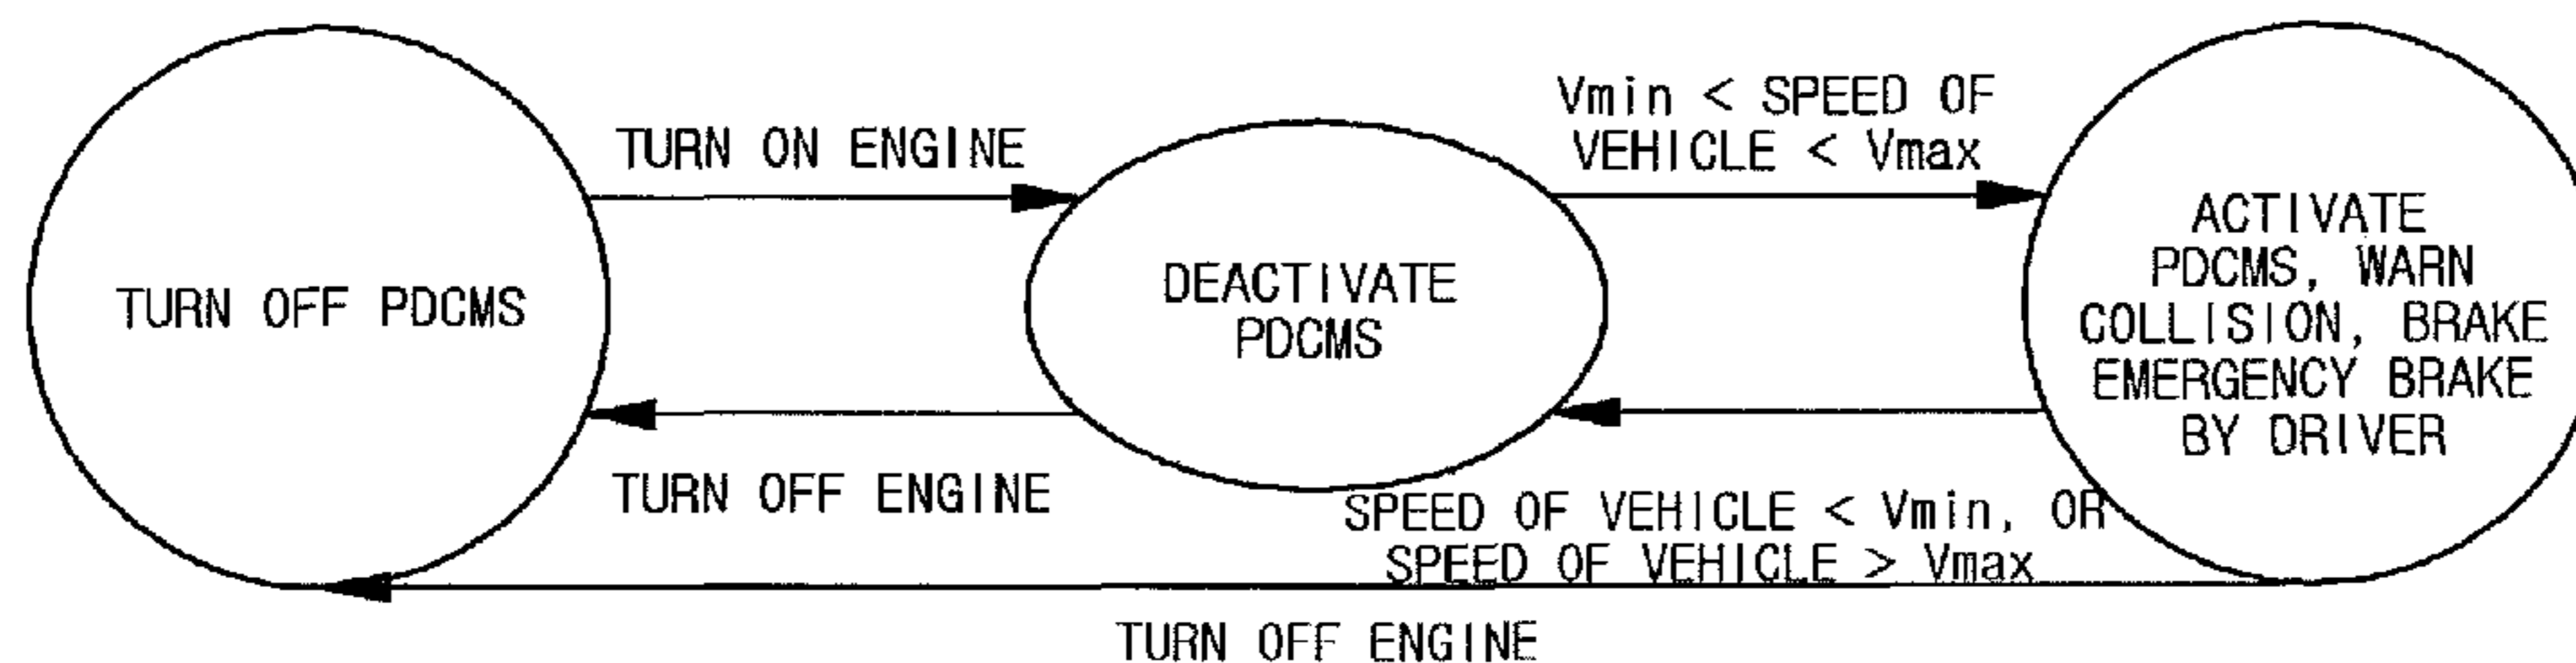 TURN OFF PDCMS
TURN ON ENGINE
TURN OFF ENGINE
DEACTIVATE
PDCMS
Vmin < SPEED OF
VEHICLE < Vmax
SPEED OF VEHICLE < Vmin, OR
SPEED OF VEHICLE > Vmax
ACTIVATE
PDCMS, WARN
COLLISION, BRAKE
EMERGENCY BRAKE
BY DRIVER
TURN OFF ENGINE